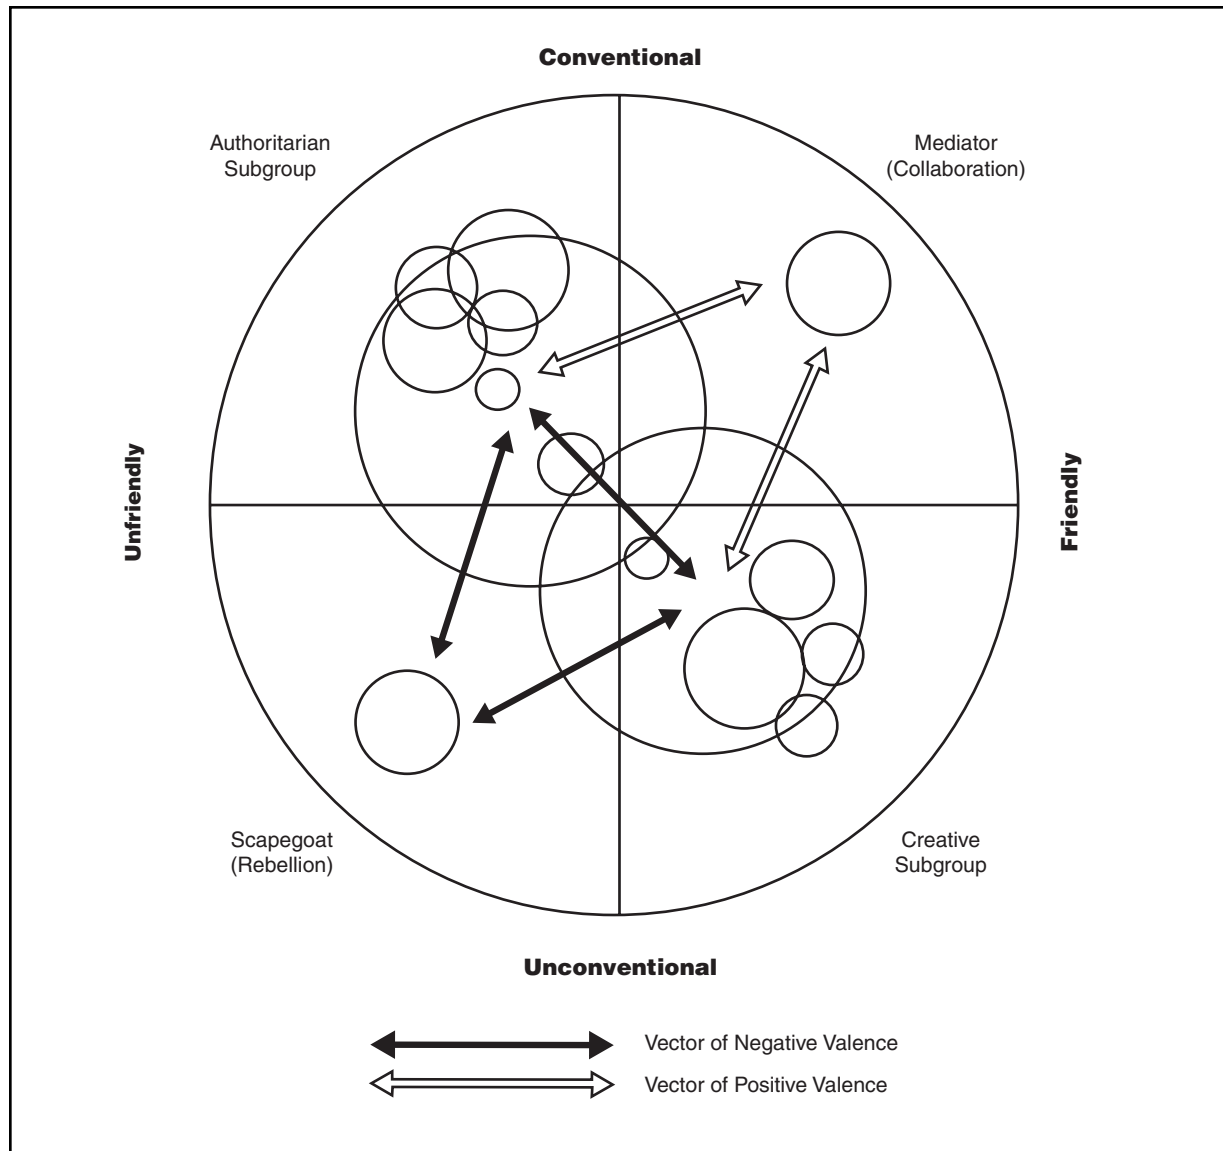 Conventional
Authoritarian
Subgroup
Mediator
(Collaboration)
Unfriendly
Friendly
Scapegoat
(Rebellion)
Creative
Subgroup
Unconventional
Vector of Negative Valence
Vector of Positive Valence